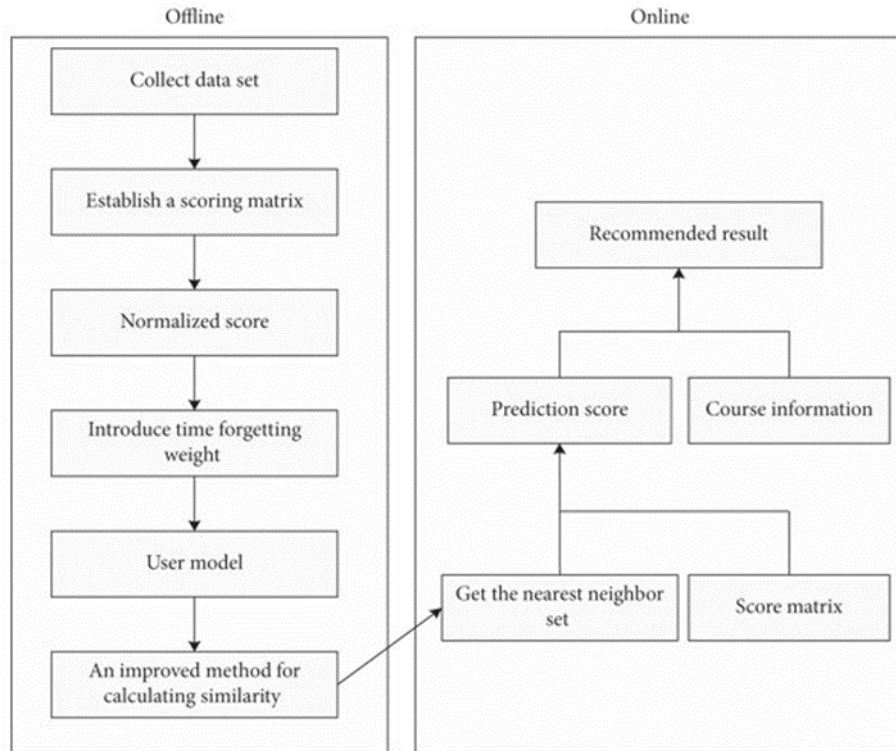 Offline
Collect data set
Establish a scoring matrix
Normalized score
Introduce time forgetting
weight
User model
An improved method for
calculating similarity
Online
Recommended result
Prediction score
Course information
Get the nearest neighbor
set
Score matrix